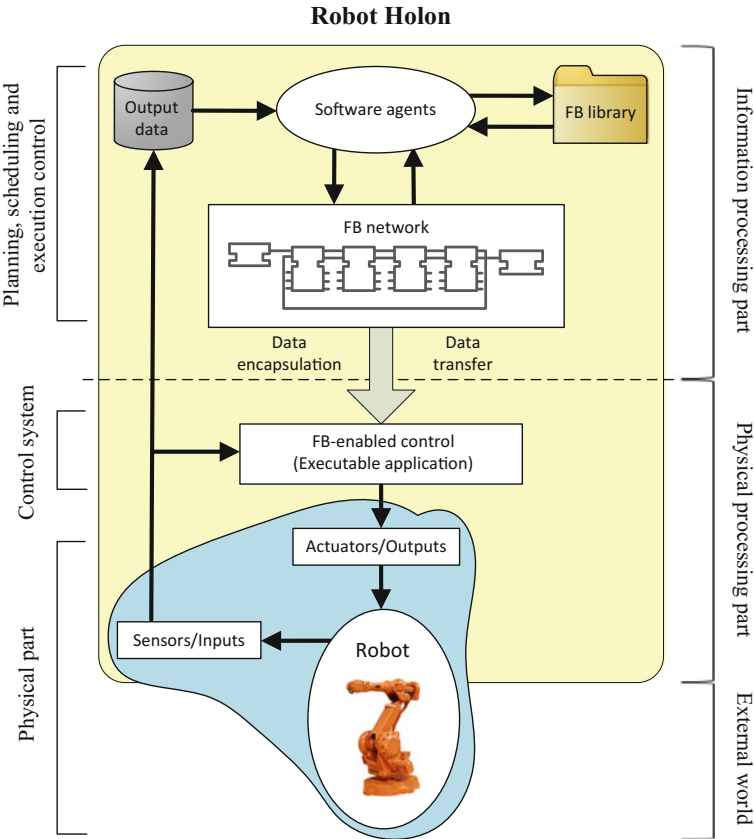 Robot Holon
Planning, scheduling and
execution control
Control system
Physical part
Output
data
Software agents
FB library
FB network
Data
encapsulation
Data
transfer
FB-enabled control
(Executable application)
Actuators/Outputs
Sensors/Inputs
Robot
Information processing part
Physical processing part
External world